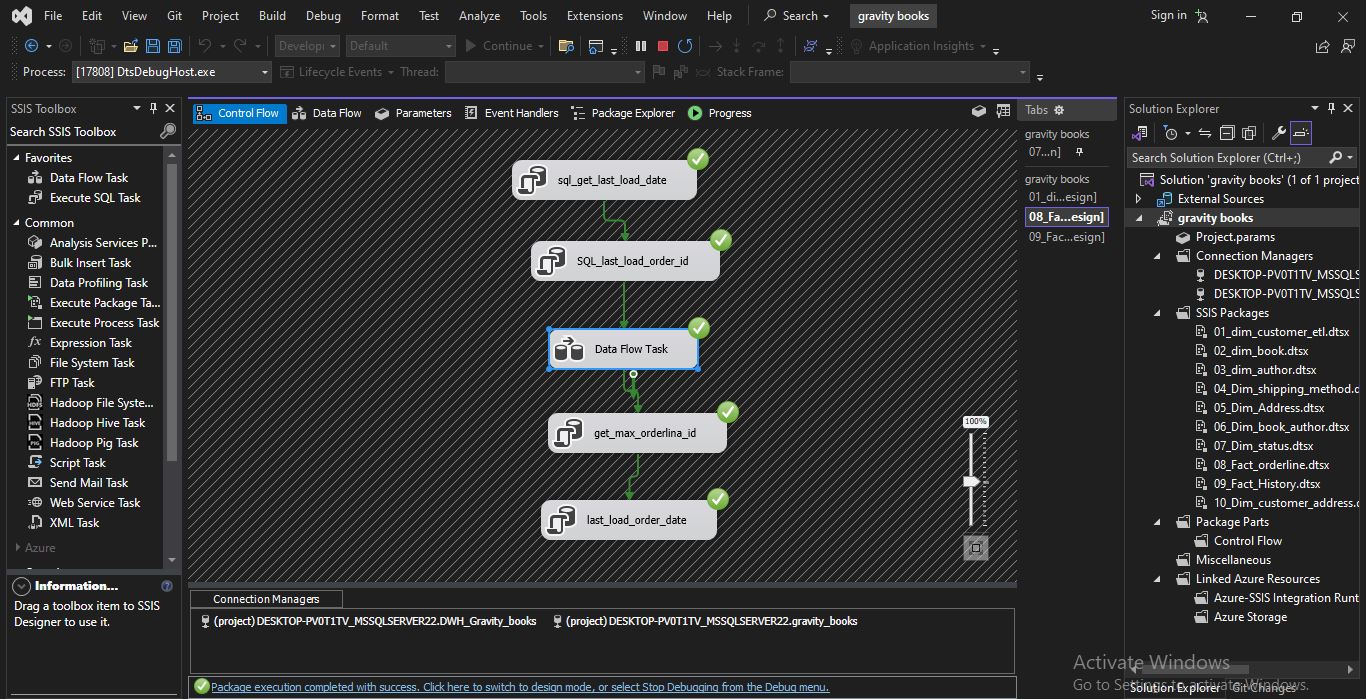 File Edit View Git Project Build Debug Format Test Analyze Tools Extensions Window Help Search gravity books Sign in
Develop Default Continue Application Insights
Process: [17808] DtsDebugHost.exe Lifecycle Events Thread: Stack Frame:
SSIS Toolbox
Search SSIS Toolbox
Favorites
Data Flow Task
Execute SQL Task
Common
Analysis Services P...
Bulk Insert Task
Data Profiling Task
Execute Package Ta...
Execute Process Task
Expression Task
File System Task
FTP Task
Hadoop File Syste...
Hadoop Hive Task
Hadoop Pig Task
Script Task
Send Mail Task
Web Service Task
XML Task
Azure
Information...
Drag a toolbox item to SSIS
Designer to use it.
Control Flow Data Flow Parameters Event Handlers Package Explorer Progress
sql_get_last_load_date
SQL_last_load_order_id
Data Flow Task
get_max_orderlina_id
last_load_order_date
100%
Connection Managers
(project) DESKTOP-PV0T1TV_MSSQLSERVER22.DWH_Gravity_books (project) DESKTOP-PV0T1TV_MSSQLSERVER22.gravity_books
Package execution completed with success. Click here to switch to design mode, or select Stop Debugging from the Debug menu.
Tabs
gravity books
07...n]
gravity books
01_di...esign]
08_Fa...esign]
09_Fac...esign]
Solution Explorer
Search Solution Explorer (Ctrl+;)
Solution 'gravity books' (1 of 1 project
External Sources
gravity books
Project.params
Connection Managers
DESKTOP-PV0T1TV_MSSQLS
DESKTOP-PV0T1TV_MSSQLS
SSIS Packages
01_dim_customer_etl.dtsx
02_dim_book.dtsx
03_dim_author.dtsx
04_Dim_shipping_method.d
05_Dim_Address.dtsx
06_Dim_book_author.dtsx
07_Dim_status.dtsx
08_Fact_orderline.dtsx
09_Fact_History.dtsx
10_Dim_customer_address.d
Package Parts
Control Flow
Miscellaneous
Linked Azure Resources
Azure-SSIS Integration Runt
Azure Storage
Activate Windows
Go to Settings to activate Windows.
Solution Explorer Git Changes